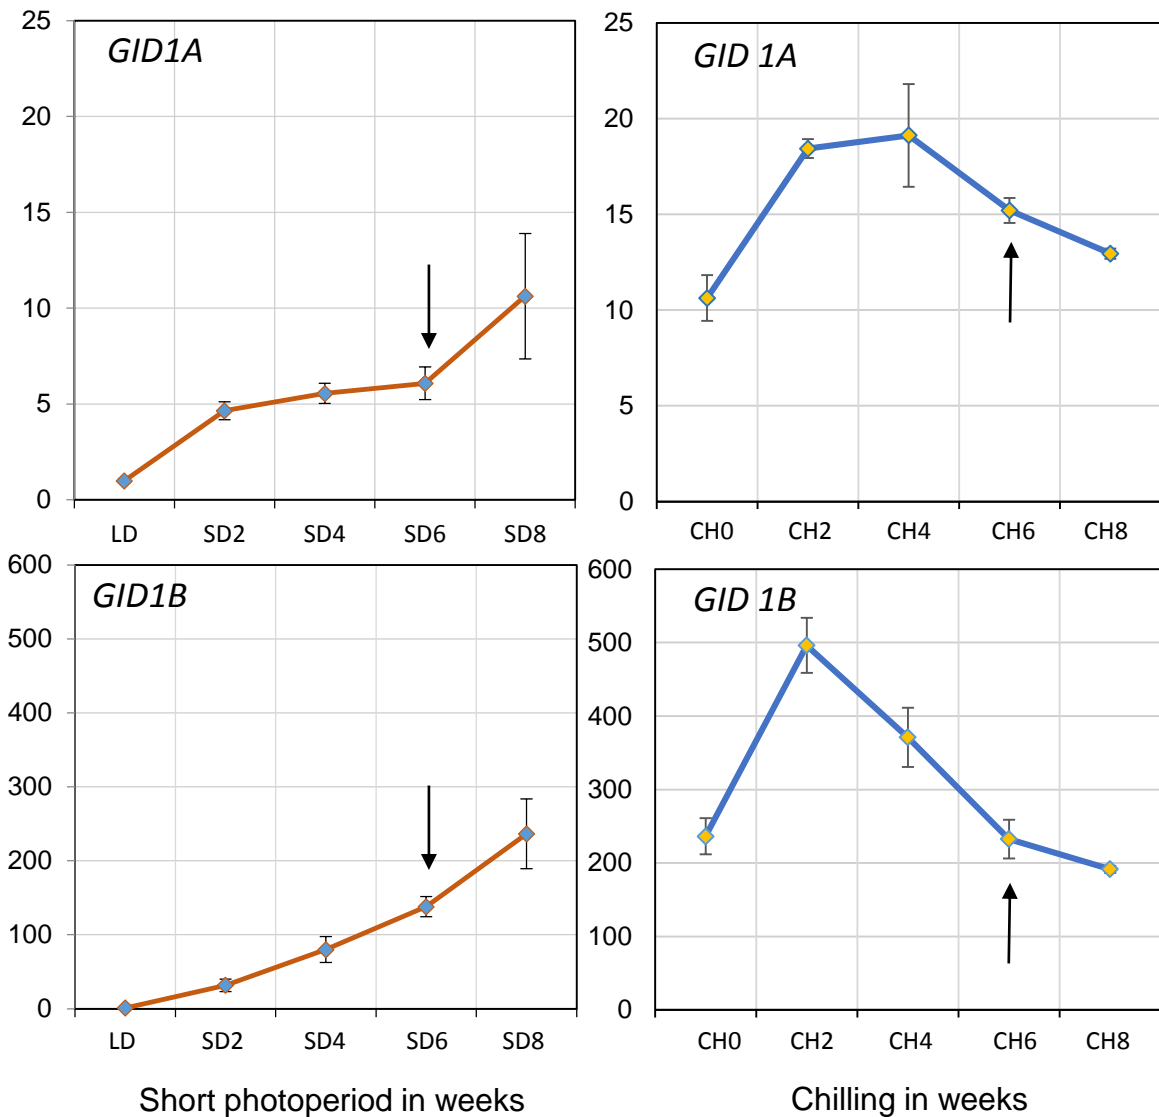 GID1A
25
20
15
10
5
0
LD SD2 SD4 SD6 SD8
GID 1A
25
20
15
10
5
0
CH0 CH2 CH4 CH6 CH8
GID1B
600
500
400
300
200
100
0
LD SD2 SD4 SD6 SD8
Short photoperiod in weeks
GID 1B
600
500
400
300
200
100
0
CH0 CH2 CH4 CH6 CH8
Chilling in weeks